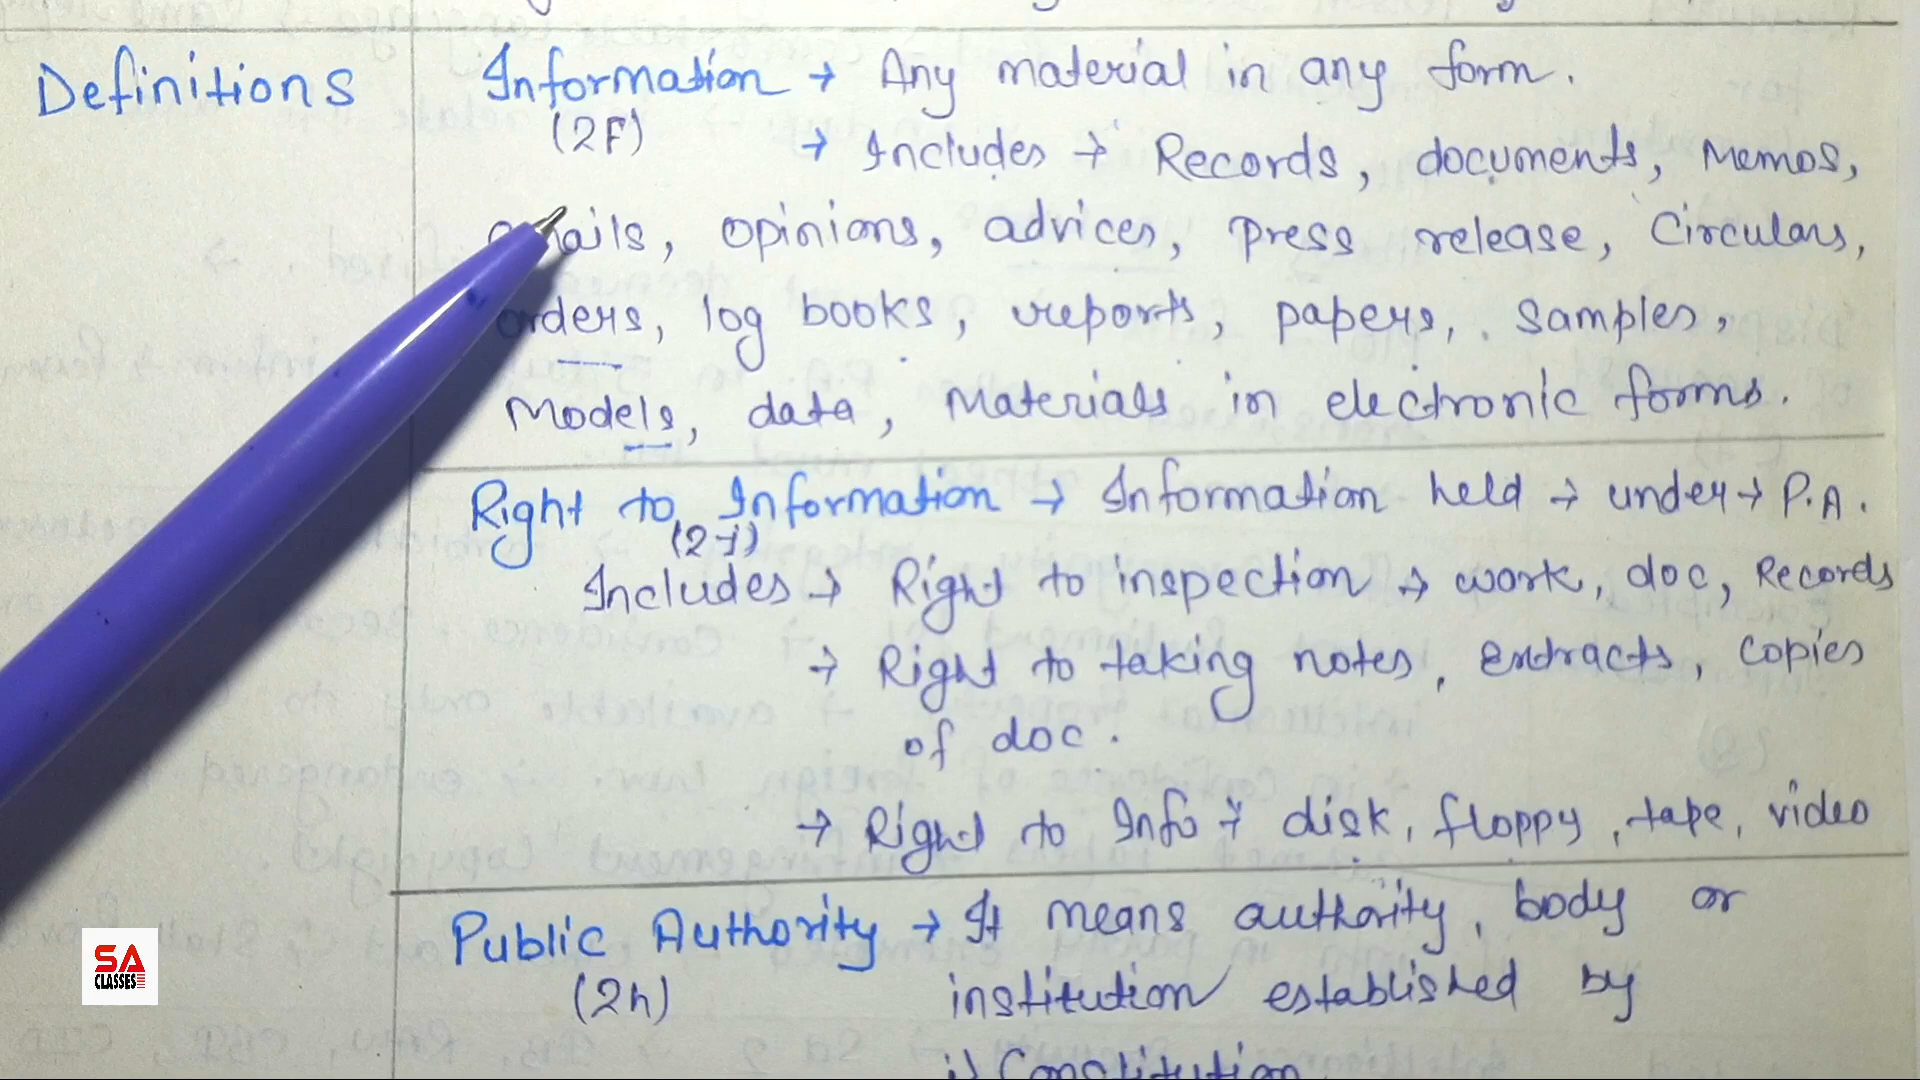 Definitions
Information → Any material in any form.
(2F)
→ Includes → Records, documents, Memos,
emails, opinions, advices, press release, Circulars,
orders, log books, reports, papers, samples,
Models, data, Materials in electronic forms.
Right to Information → Information held → under → P.A.
(2-j)
Includes → Right to inspection → work, doc, Records
→ Right to taking notes, extracts, copies
of doc.
→ Right to Info → disk, floppy, tape, video
Public Authority → It means authority, body or
(2h)
institution established by
i) Constitution
SA
CLASSES